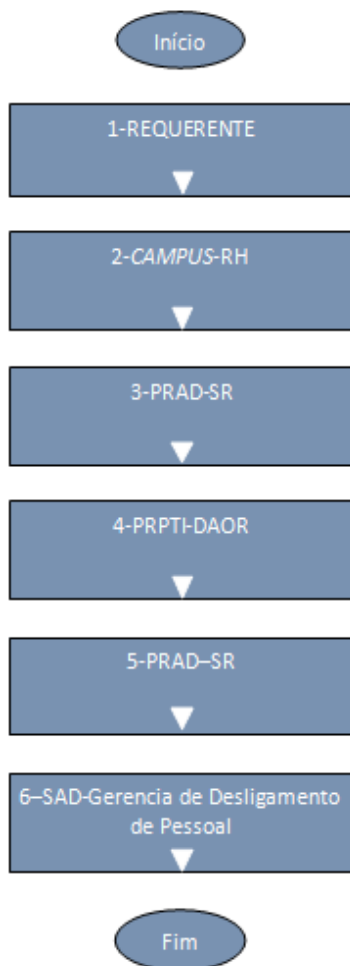 Início
1-REQUERENTE
2-CAMPUS-RH
3-PRAD-SR
4-PRPTI-DAOR
5-PRAD–SR
6–SAD-Gerencia de Desligamento
de Pessoal
Fim